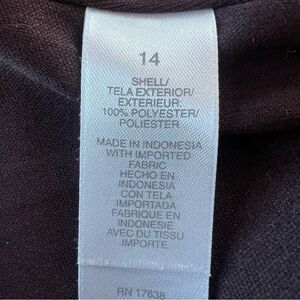 14
SHELL/
TELA EXTERIOR/
EXTERIEUR:
100% POLYESTER/
POLIESTER
MADE IN INDONESIA
WITH IMPORTED
FABRIC
HECHO EN
INDONESIA
CON TELA
IMPORTADA
FABRIQUE EN
INDONESIE
AVEC DU TISSU
IMPORTE
RN 17638